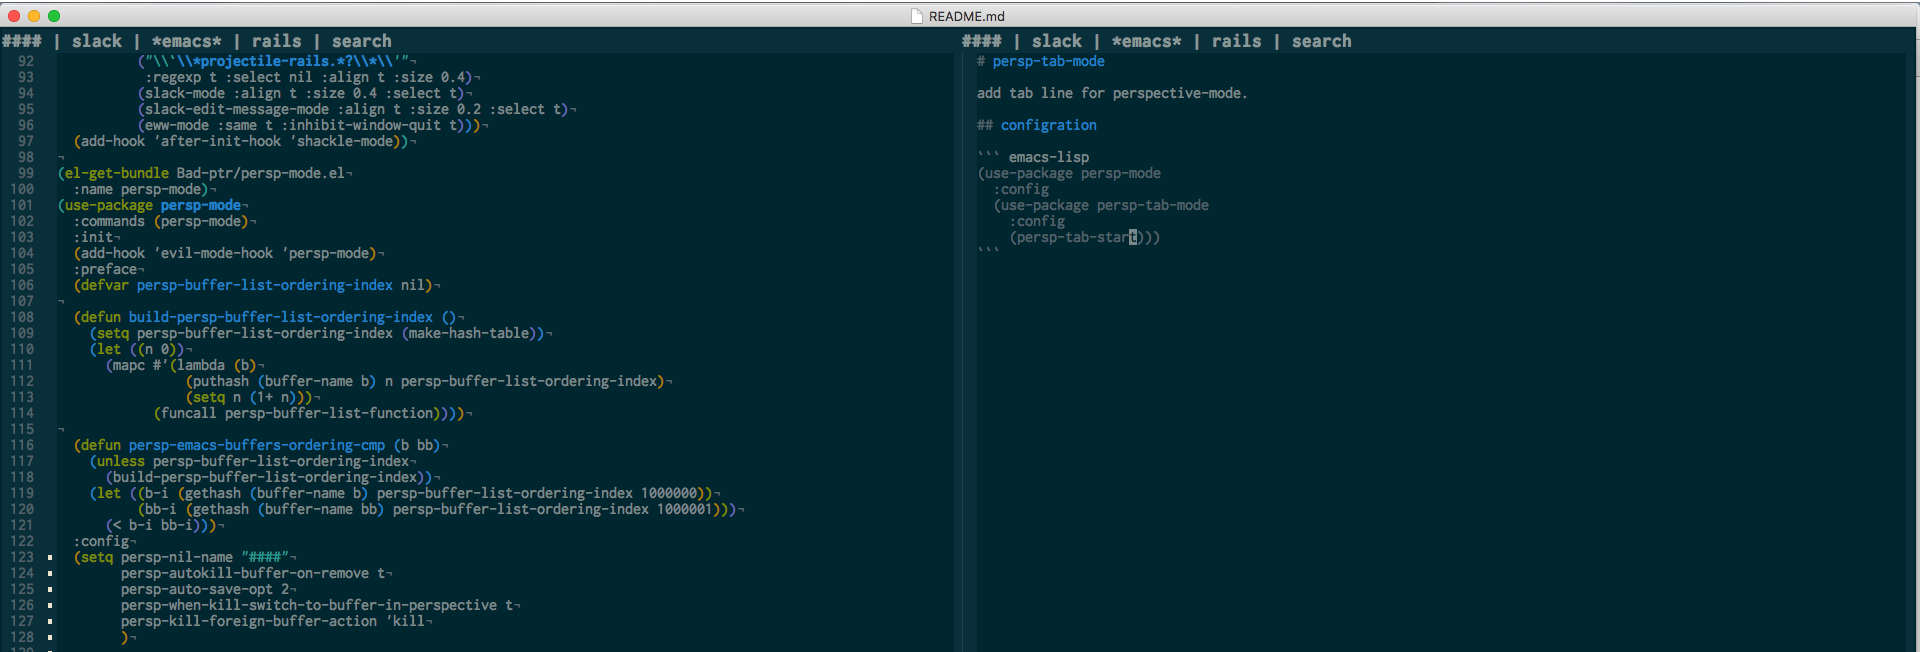 README.md
#### | slack | *emacs* | rails | search
92 ("\\`\\*projectile-rails.*?\\*\\'"
93 :regexp t :select nil :align t :size 0.4)¬
94 (slack-mode :align t :size 0.4 :select t)¬
95 (slack-edit-message-mode :align t :size 0.2 :select t)¬
96 (eww-mode :same t :inhibit-window-quit t)))¬
97 (add-hook 'after-init-hook 'shackle-mode))¬
98 ¬
99 (el-get-bundle Bad-ptr/persp-mode.el¬
100 :name persp-mode)¬
101 (use-package persp-mode¬
102 :commands (persp-mode)¬
103 :init¬
104 (add-hook 'evil-mode-hook 'persp-mode)¬
105 :preface¬
106 (defvar persp-buffer-list-ordering-index nil)¬
107 ¬
108 (defun build-persp-buffer-list-ordering-index ()¬
109 (setq persp-buffer-list-ordering-index (make-hash-table))¬
110 (let ((n 0))¬
111 (mapc #'(lambda (b)¬
112 (puthash (buffer-name b) n persp-buffer-list-ordering-index)¬
113 (setq n (1+ n)))¬
114 (funcall persp-buffer-list-function))))¬
115 ¬
116 (defun persp-emacs-buffers-ordering-cmp (b bb)¬
117 (unless persp-buffer-list-ordering-index¬
118 (build-persp-buffer-list-ordering-index))¬
119 (let ((b-i (gethash (buffer-name b) persp-buffer-list-ordering-index 1000000))¬
120 (bb-i (gethash (buffer-name bb) persp-buffer-list-ordering-index 1000001)))¬
121 (< b-i bb-i)))¬
122 :config¬
123 (setq persp-nil-name "####"¬
124 persp-autokill-buffer-on-remove t¬
125 persp-auto-save-opt 2¬
126 persp-when-kill-switch-to-buffer-in-perspective t¬
127 persp-kill-foreign-buffer-action 'kill¬
128 )¬
#### | slack | *emacs* | rails | search
# persp-tab-mode
add tab line for perspective-mode.
## configration
``` emacs-lisp
(use-package persp-mode
:config
(use-package persp-tab-mode
:config
(persp-tab-start)))
```